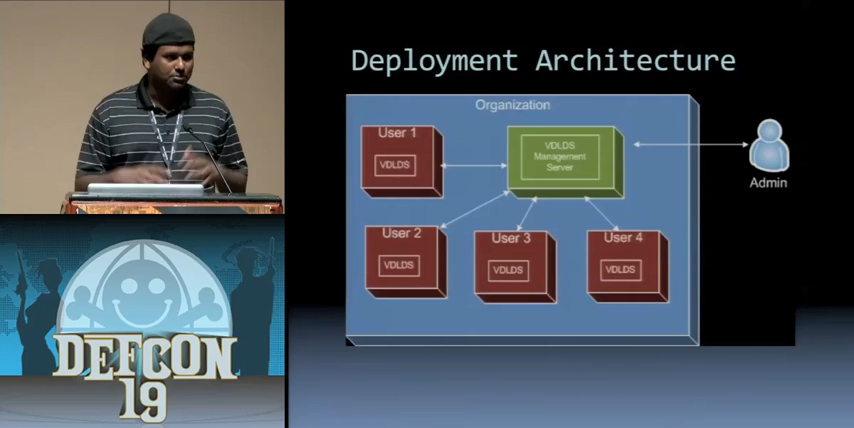 Deployment Architecture
Organization
User 1
VDLDS
VDLDS
Management
Server
Admin
User 2
VDLDS
User 3
VDLDS
User 4
VDLDS
DEFCON
19